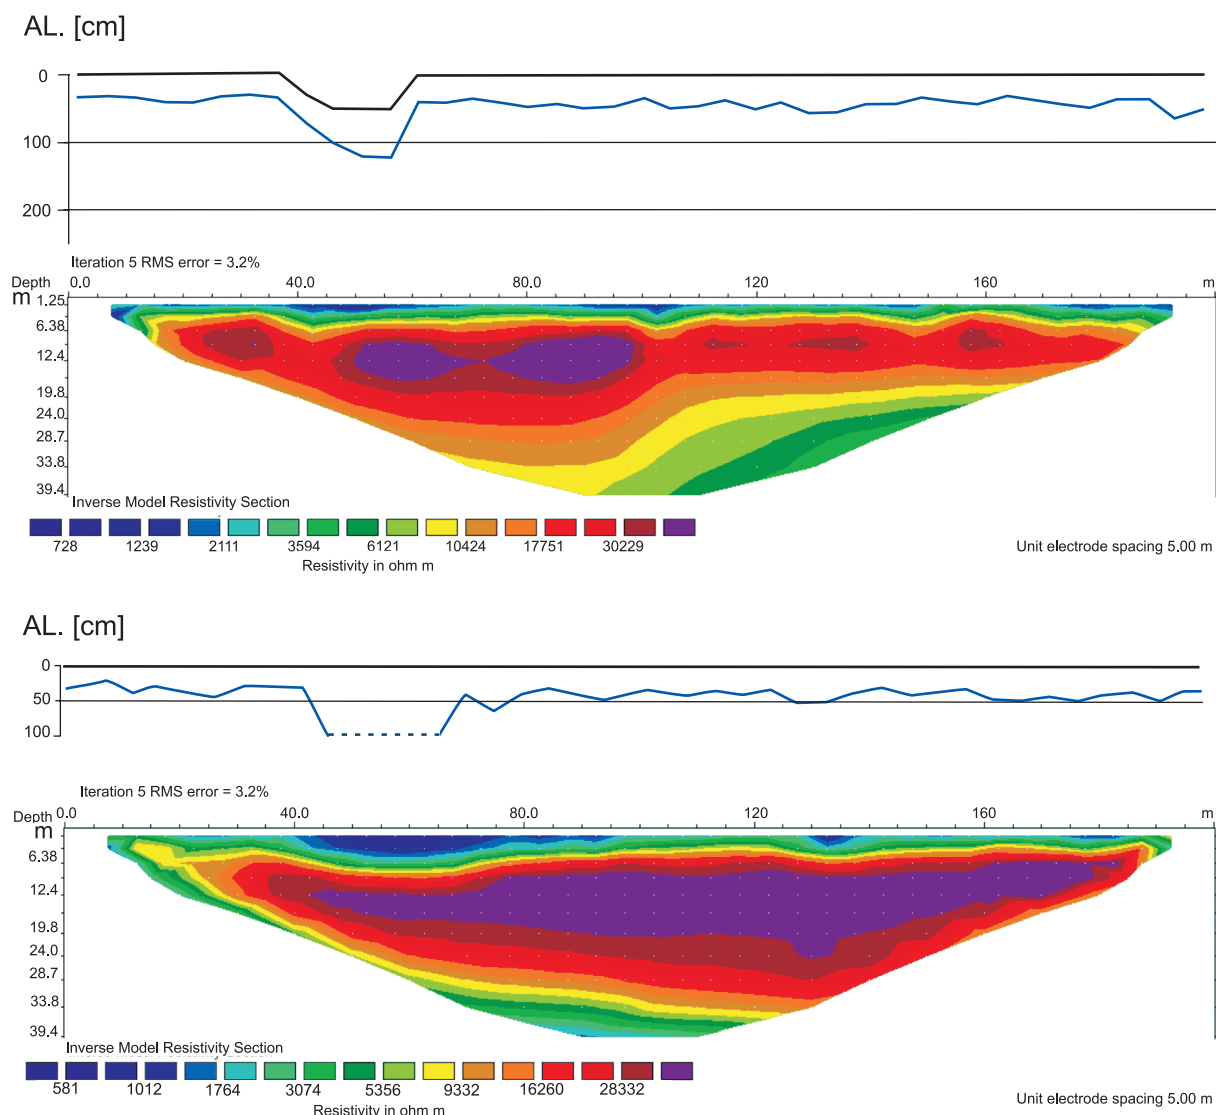 AL. [cm]
0
100
200
Iteration 5 RMS error = 3.2%
Depth 0.0 40.0 80.0 120 160 m
m 1.25
6.38
12.4
19.8
24.0
28.7
33.8
39.4
Inverse Model Resistivity Section
728 1239 2111 3594 6121 10424 17751 30229
Resistivity in ohm m
Unit electrode spacing 5.00 m
AL. [cm]
0
50
100
Iteration 5 RMS error = 3.2%
Depth 0.0 40.0 80.0 120 160 m
m
6.38
12.4
19.8
24.0
28.7
33.8
39.4
Inverse Model Resistivity Section
581 1012 1764 3074 5356 9332 16260 28332
Resistivity in ohm m
Unit electrode spacing 5.00 m